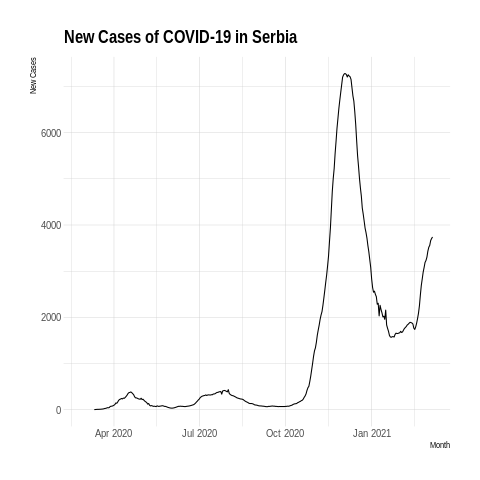 New Cases of COVID-19 in Serbia
New Cases
6000
4000
2000
0
Apr 2020 Jul 2020 Oct 2020 Jan 2021
Month